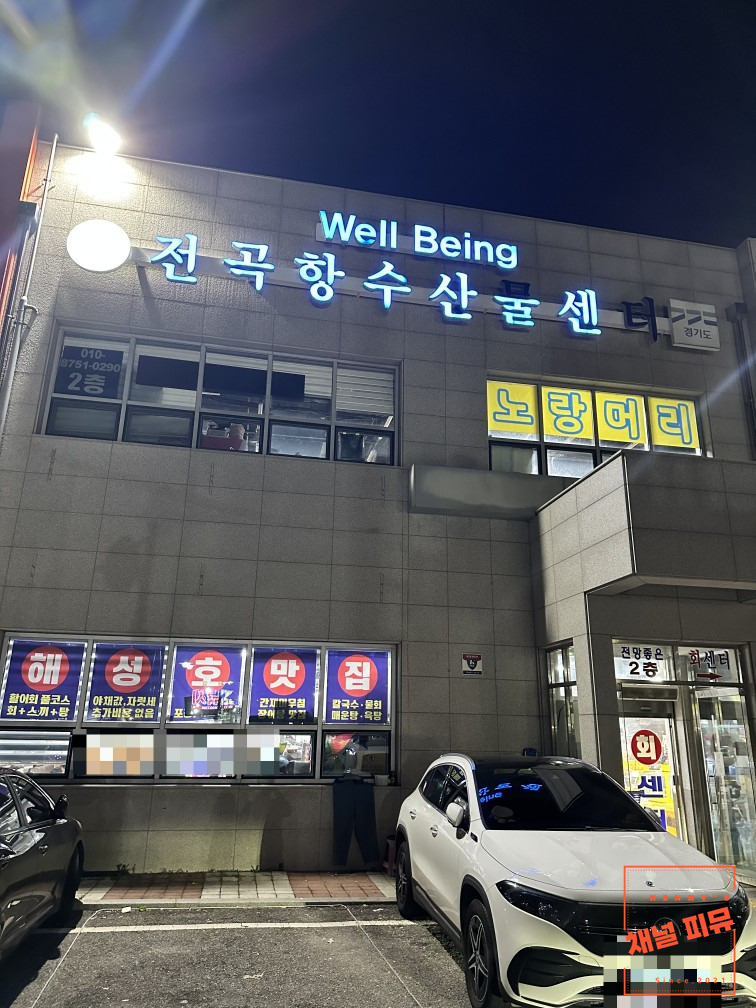 Well Being
전곡항수산물센터
경기도
010-
8751-0290
2층
노랑머리
해성호맛집
활어회 풀코스
회+스끼+탕
야채값,자릿세
추가비용 없음
간재미무침
칼국수·물회
매운탕·육탕
전망좋은
2층
회센터
회
센
채널 피뮤
Since 2021